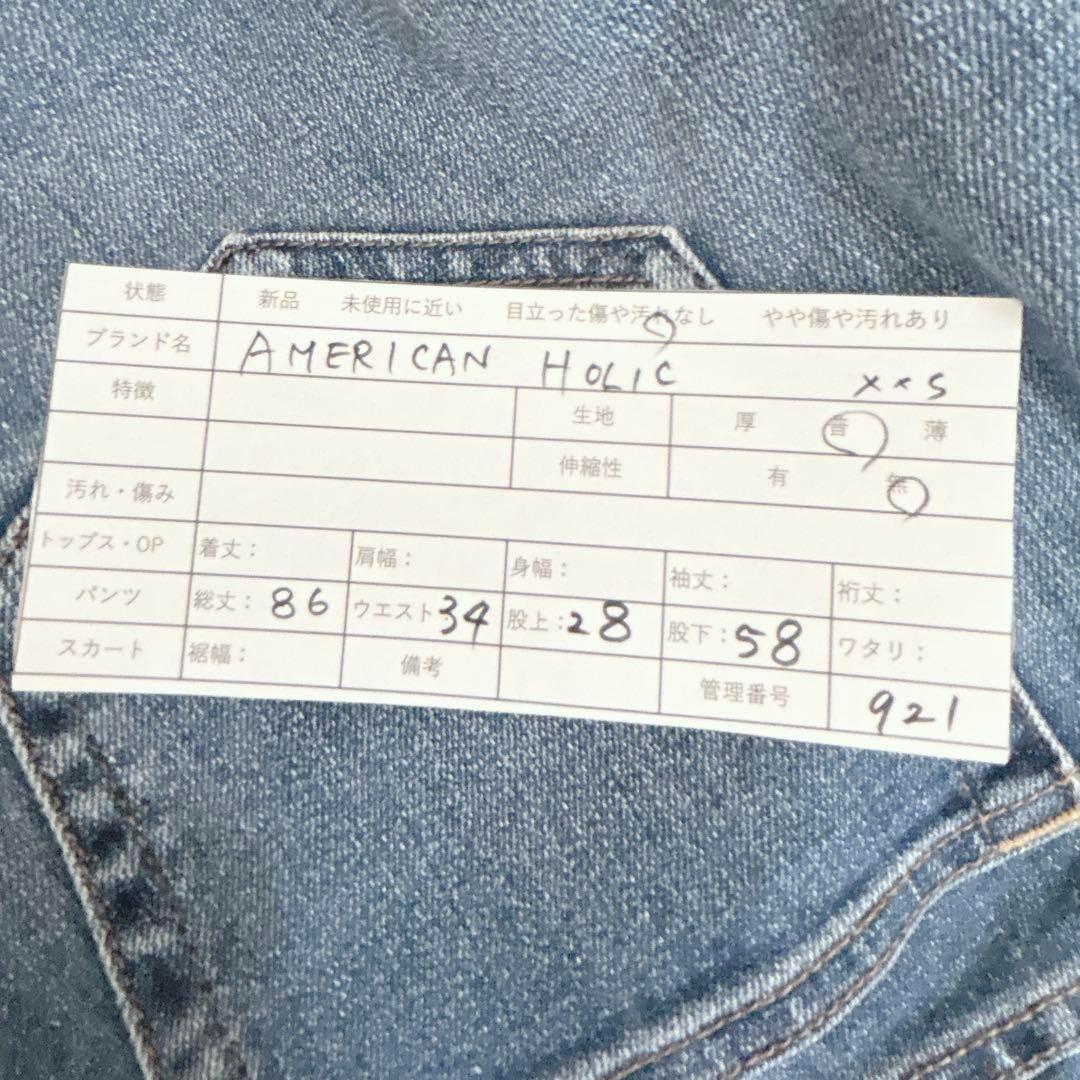 状態 新品 未使用に近い 目立った傷や汚れなし やや傷や汚れあり
ブランド名 AMERICAN HOLIC xxS
特徴 生地 厚 普 薄
伸縮性 有 無
汚れ・傷み
トップス・OP 着丈: 肩幅: 身幅: 袖丈: 裄丈:
パンツ 総丈: 86 ウエスト 34 股上: 28 股下: 58 ワタリ:
スカート 裾幅: 備考 管理番号 921